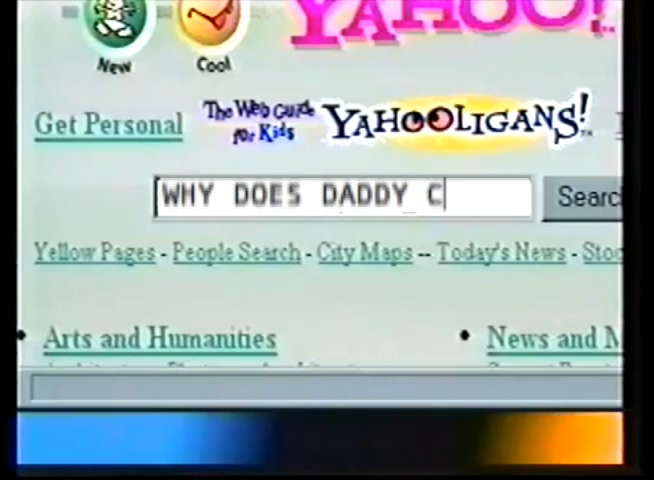 YAHOO!
New Cool
Get Personal The Web Guide for Kids YAHOOLIGANS!
WHY DOES DADDY C Searc
Yellow Pages - People Search - City Maps -- Today's News - Stoc
• Arts and Humanities • News and M